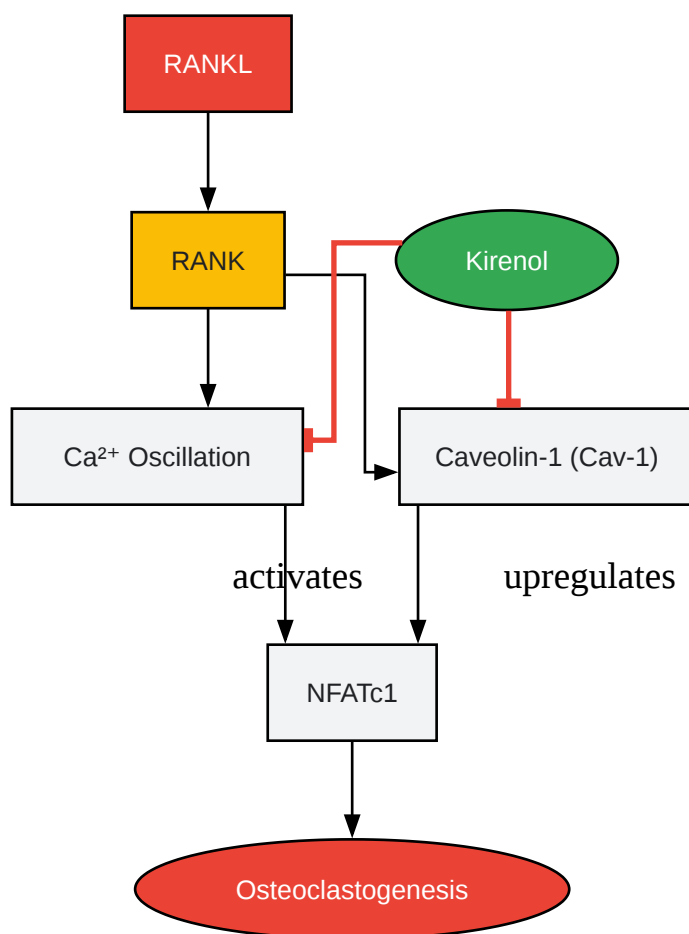 RANKL
RANK
Kirenol
Ca²⁺ Oscillation
Caveolin-1 (Cav-1)
activates
upregulates
NFATc1
Osteoclastogenesis